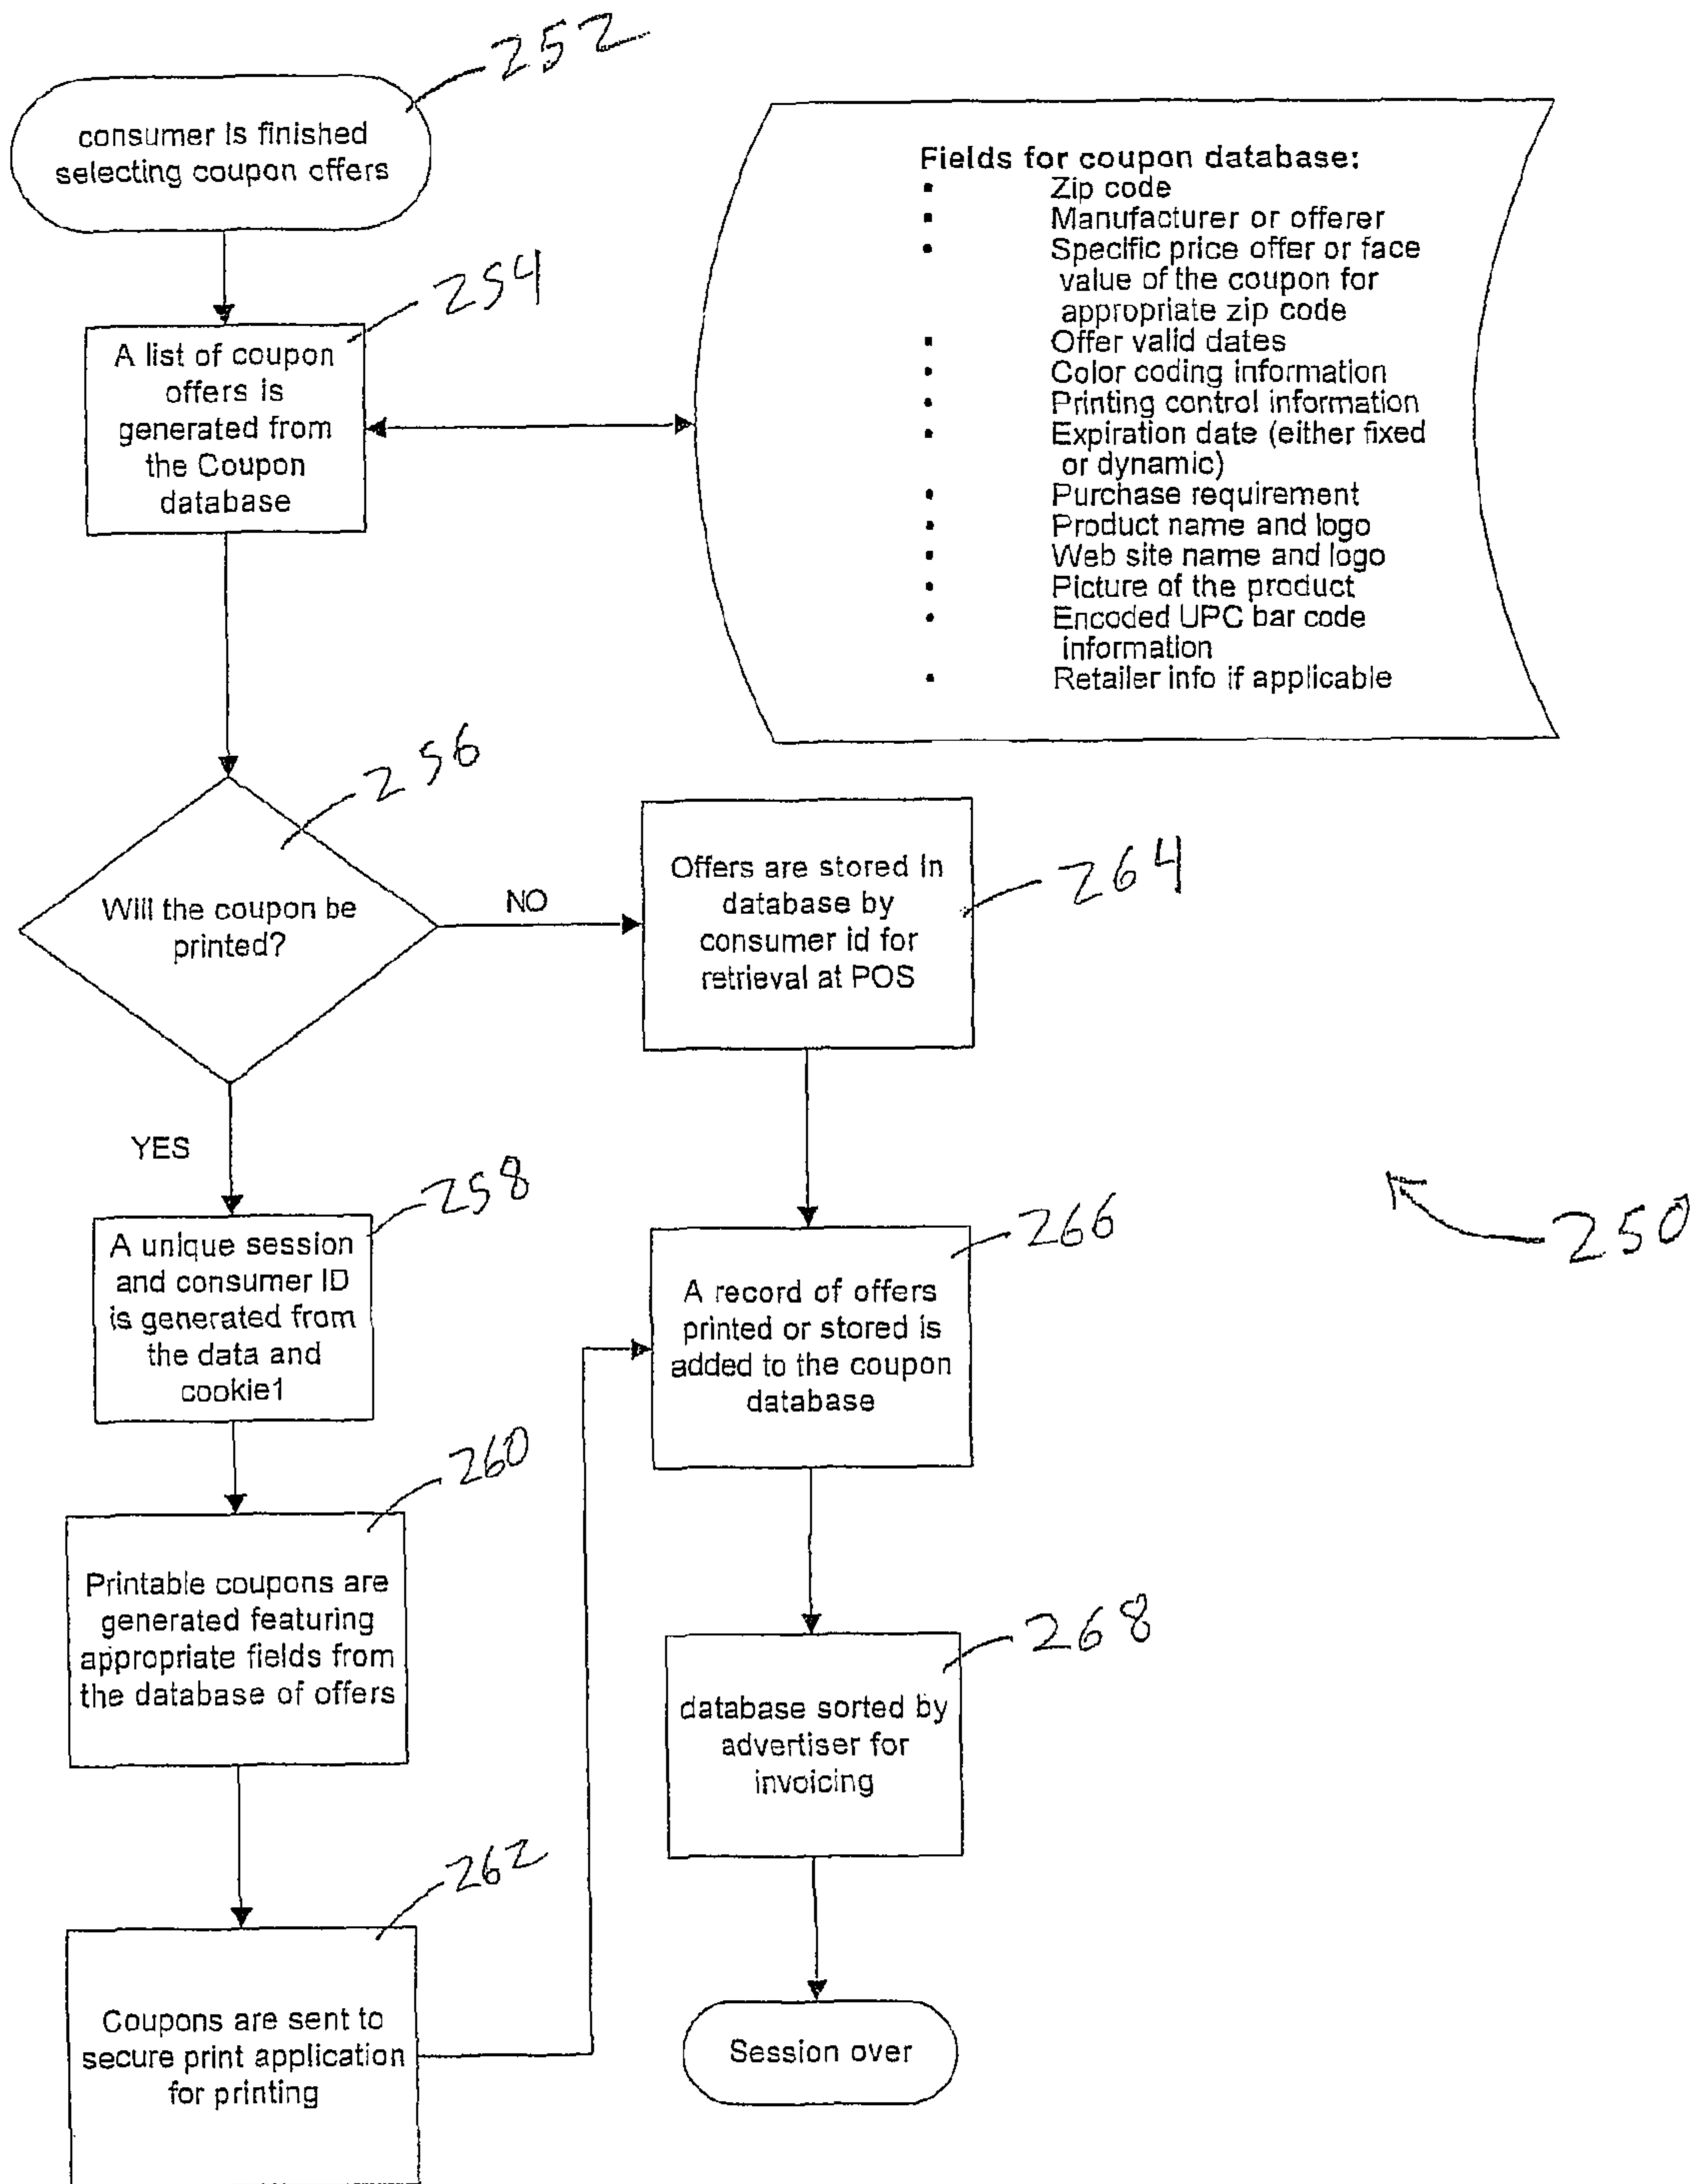 252
consumer is finished
selecting coupon offers
Fields for coupon database:
▪ Zip code
▪ Manufacturer or offerer
• Specific price offer or face
value of the coupon for
appropriate zip code
▪ Offer valid dates
• Color coding information
• Printing control information
• Expiration date (either fixed
or dynamic)
▪ Purchase requirement
▪ Product name and logo
▪ Web site name and logo
▪ Picture of the product
• Encoded UPC bar code
information
• Retailer info if applicable
254
A list of coupon
offers is
generated from
the Coupon
database
256
Will the coupon be
printed?
NO
264
Offers are stored in
database by
consumer id for
retrieval at POS
YES
258
A unique session
and consumer ID
is generated from
the data and
cookie1
266
A record of offers
printed or stored is
added to the coupon
database
250
260
Printable coupons are
generated featuring
appropriate fields from
the database of offers
268
database sorted by
advertiser for
invoicing
262
Coupons are sent to
secure print application
for printing
Session over